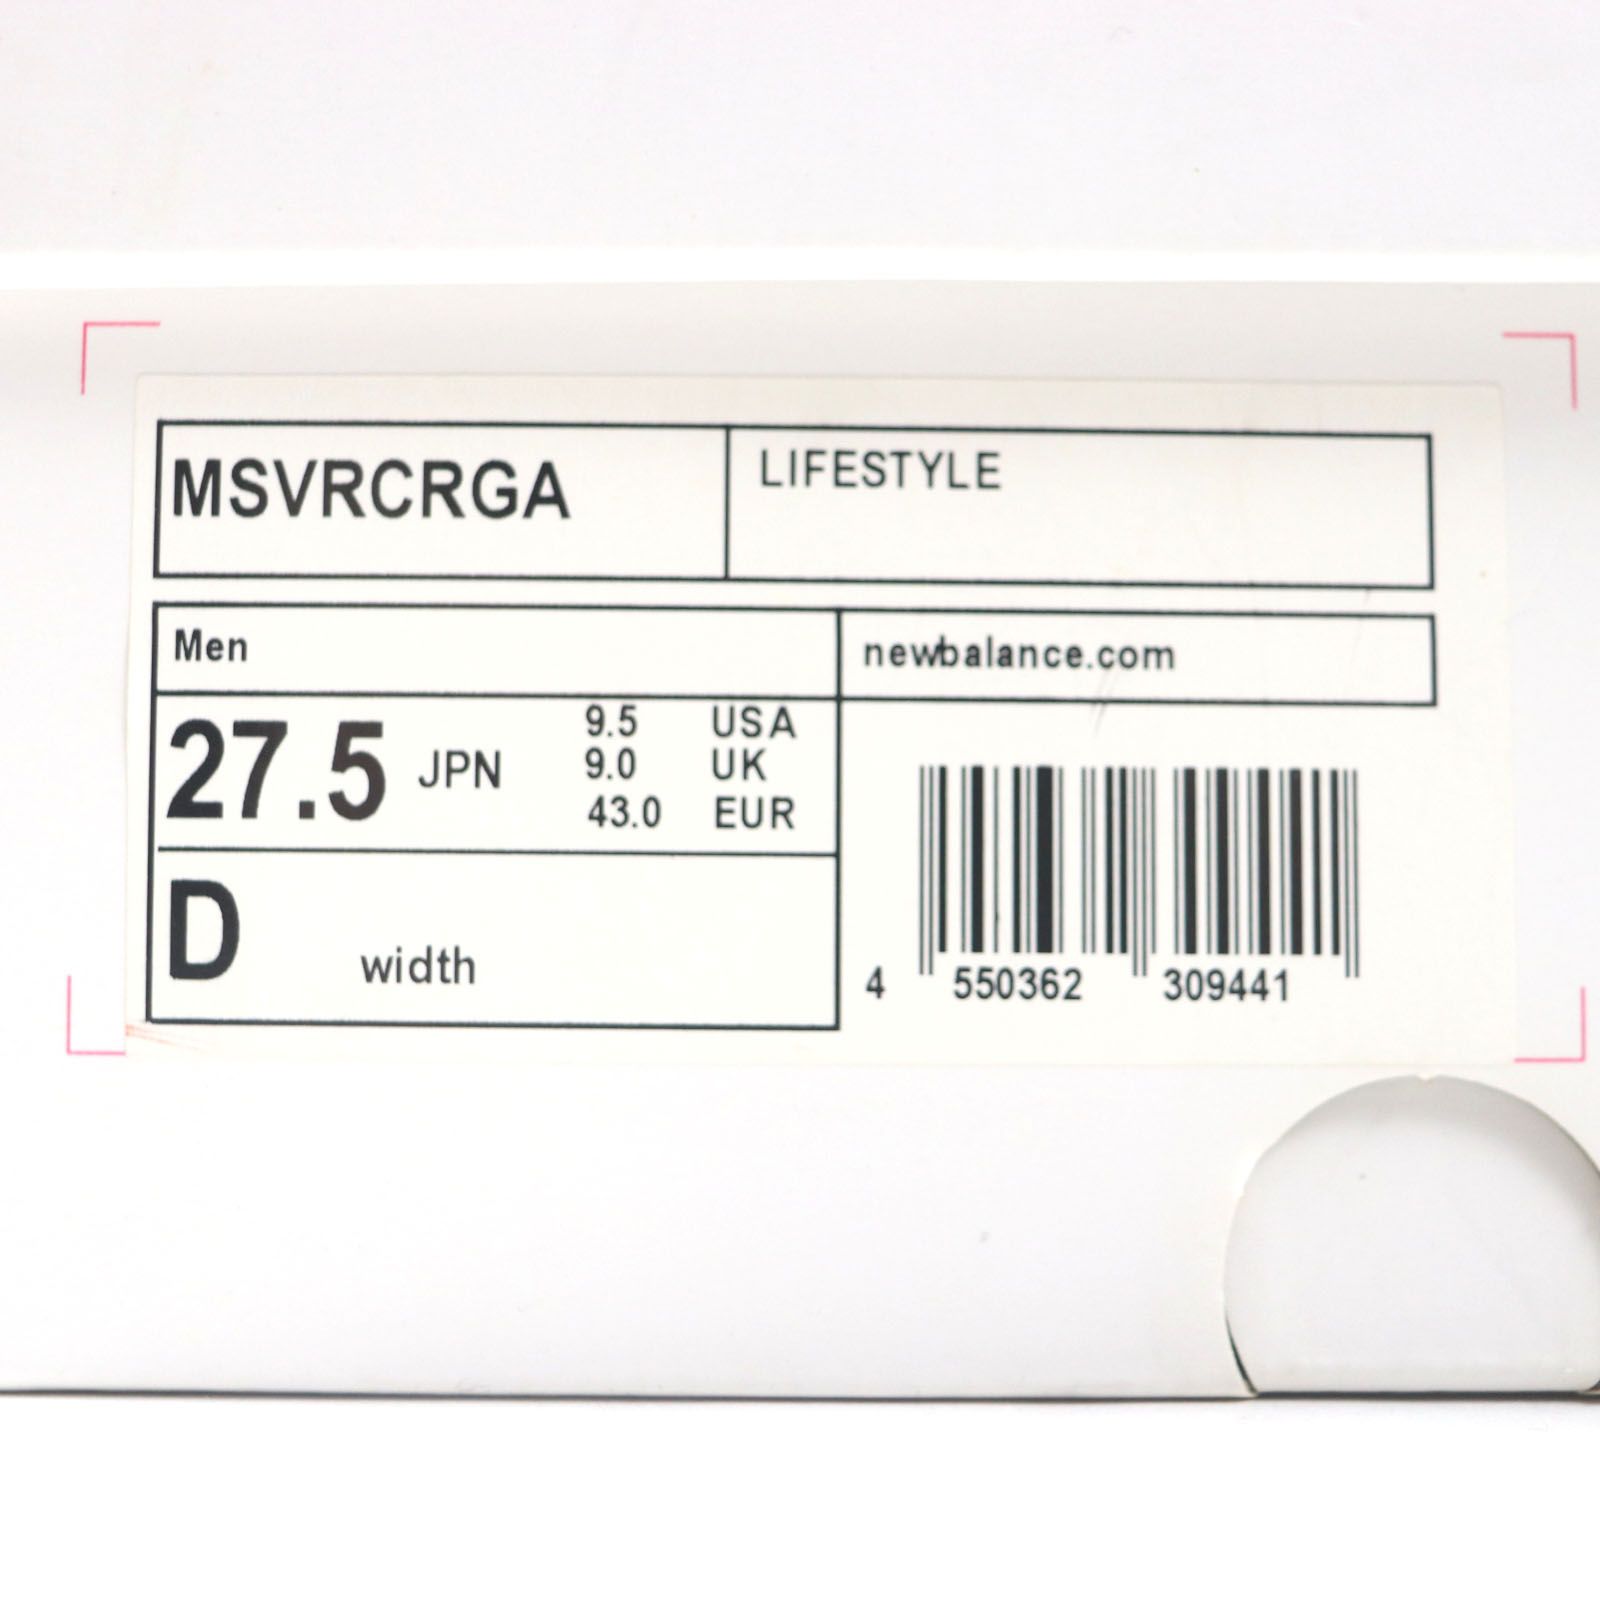 MSVRCRGA
LIFESTYLE
Men
newbalance.com
27.5 JPN
9.5 USA
9.0 UK
43.0 EUR
D width
4 550362 309441